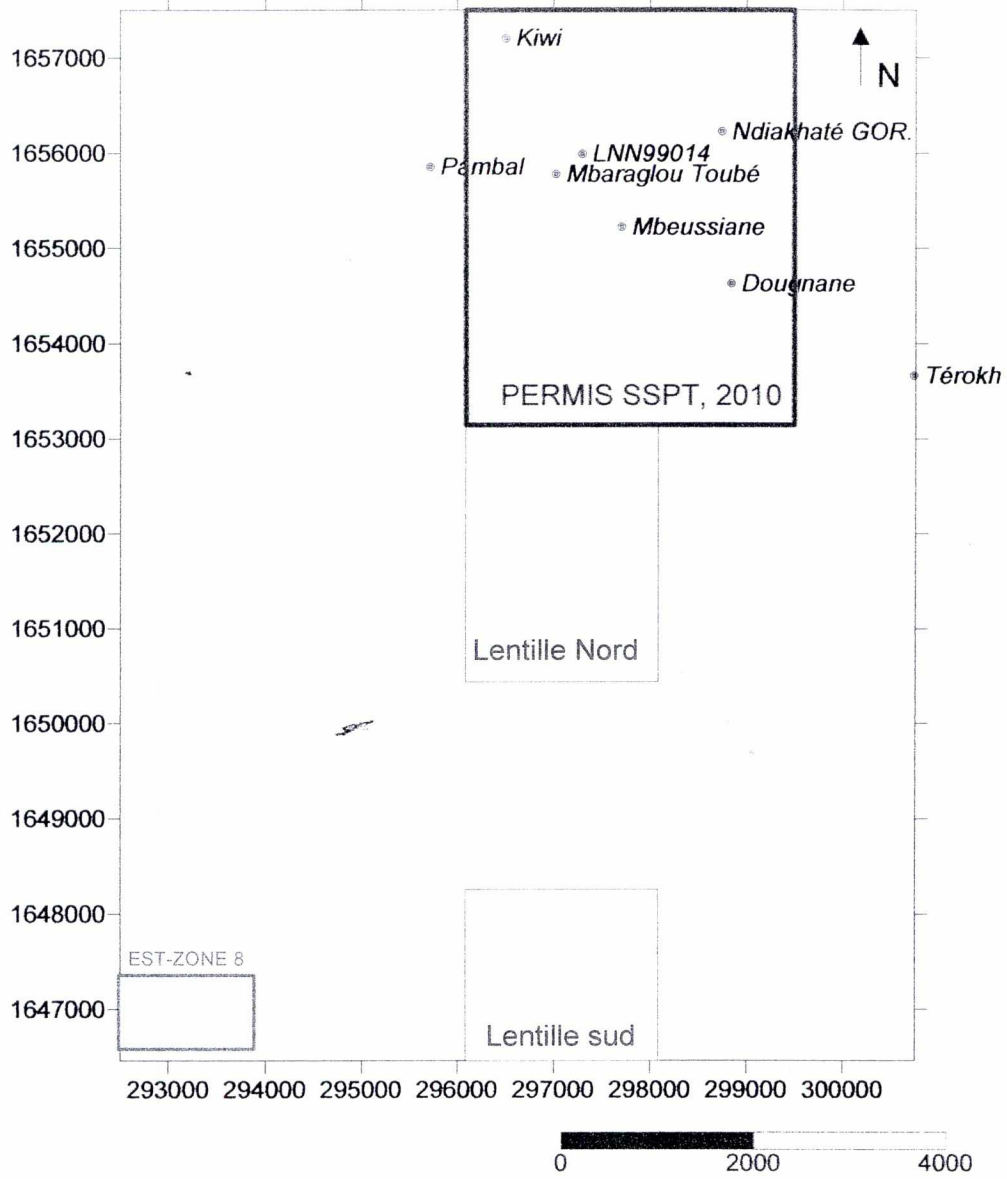 1657000
Kiwi
N
Ndiakhaté GOR.
1656000
LNN99014
Pambal
Mbaraglou Toubé
Mbeussiane
1655000
Dougnane
1654000
Térokh
PERMIS SSPT, 2010
1653000
1652000
1651000
Lentille Nord
1650000
1649000
1648000
EST-ZONE 8
1647000
Lentille sud
293000 294000 295000 296000 297000 298000 299000 300000
0 2000 4000